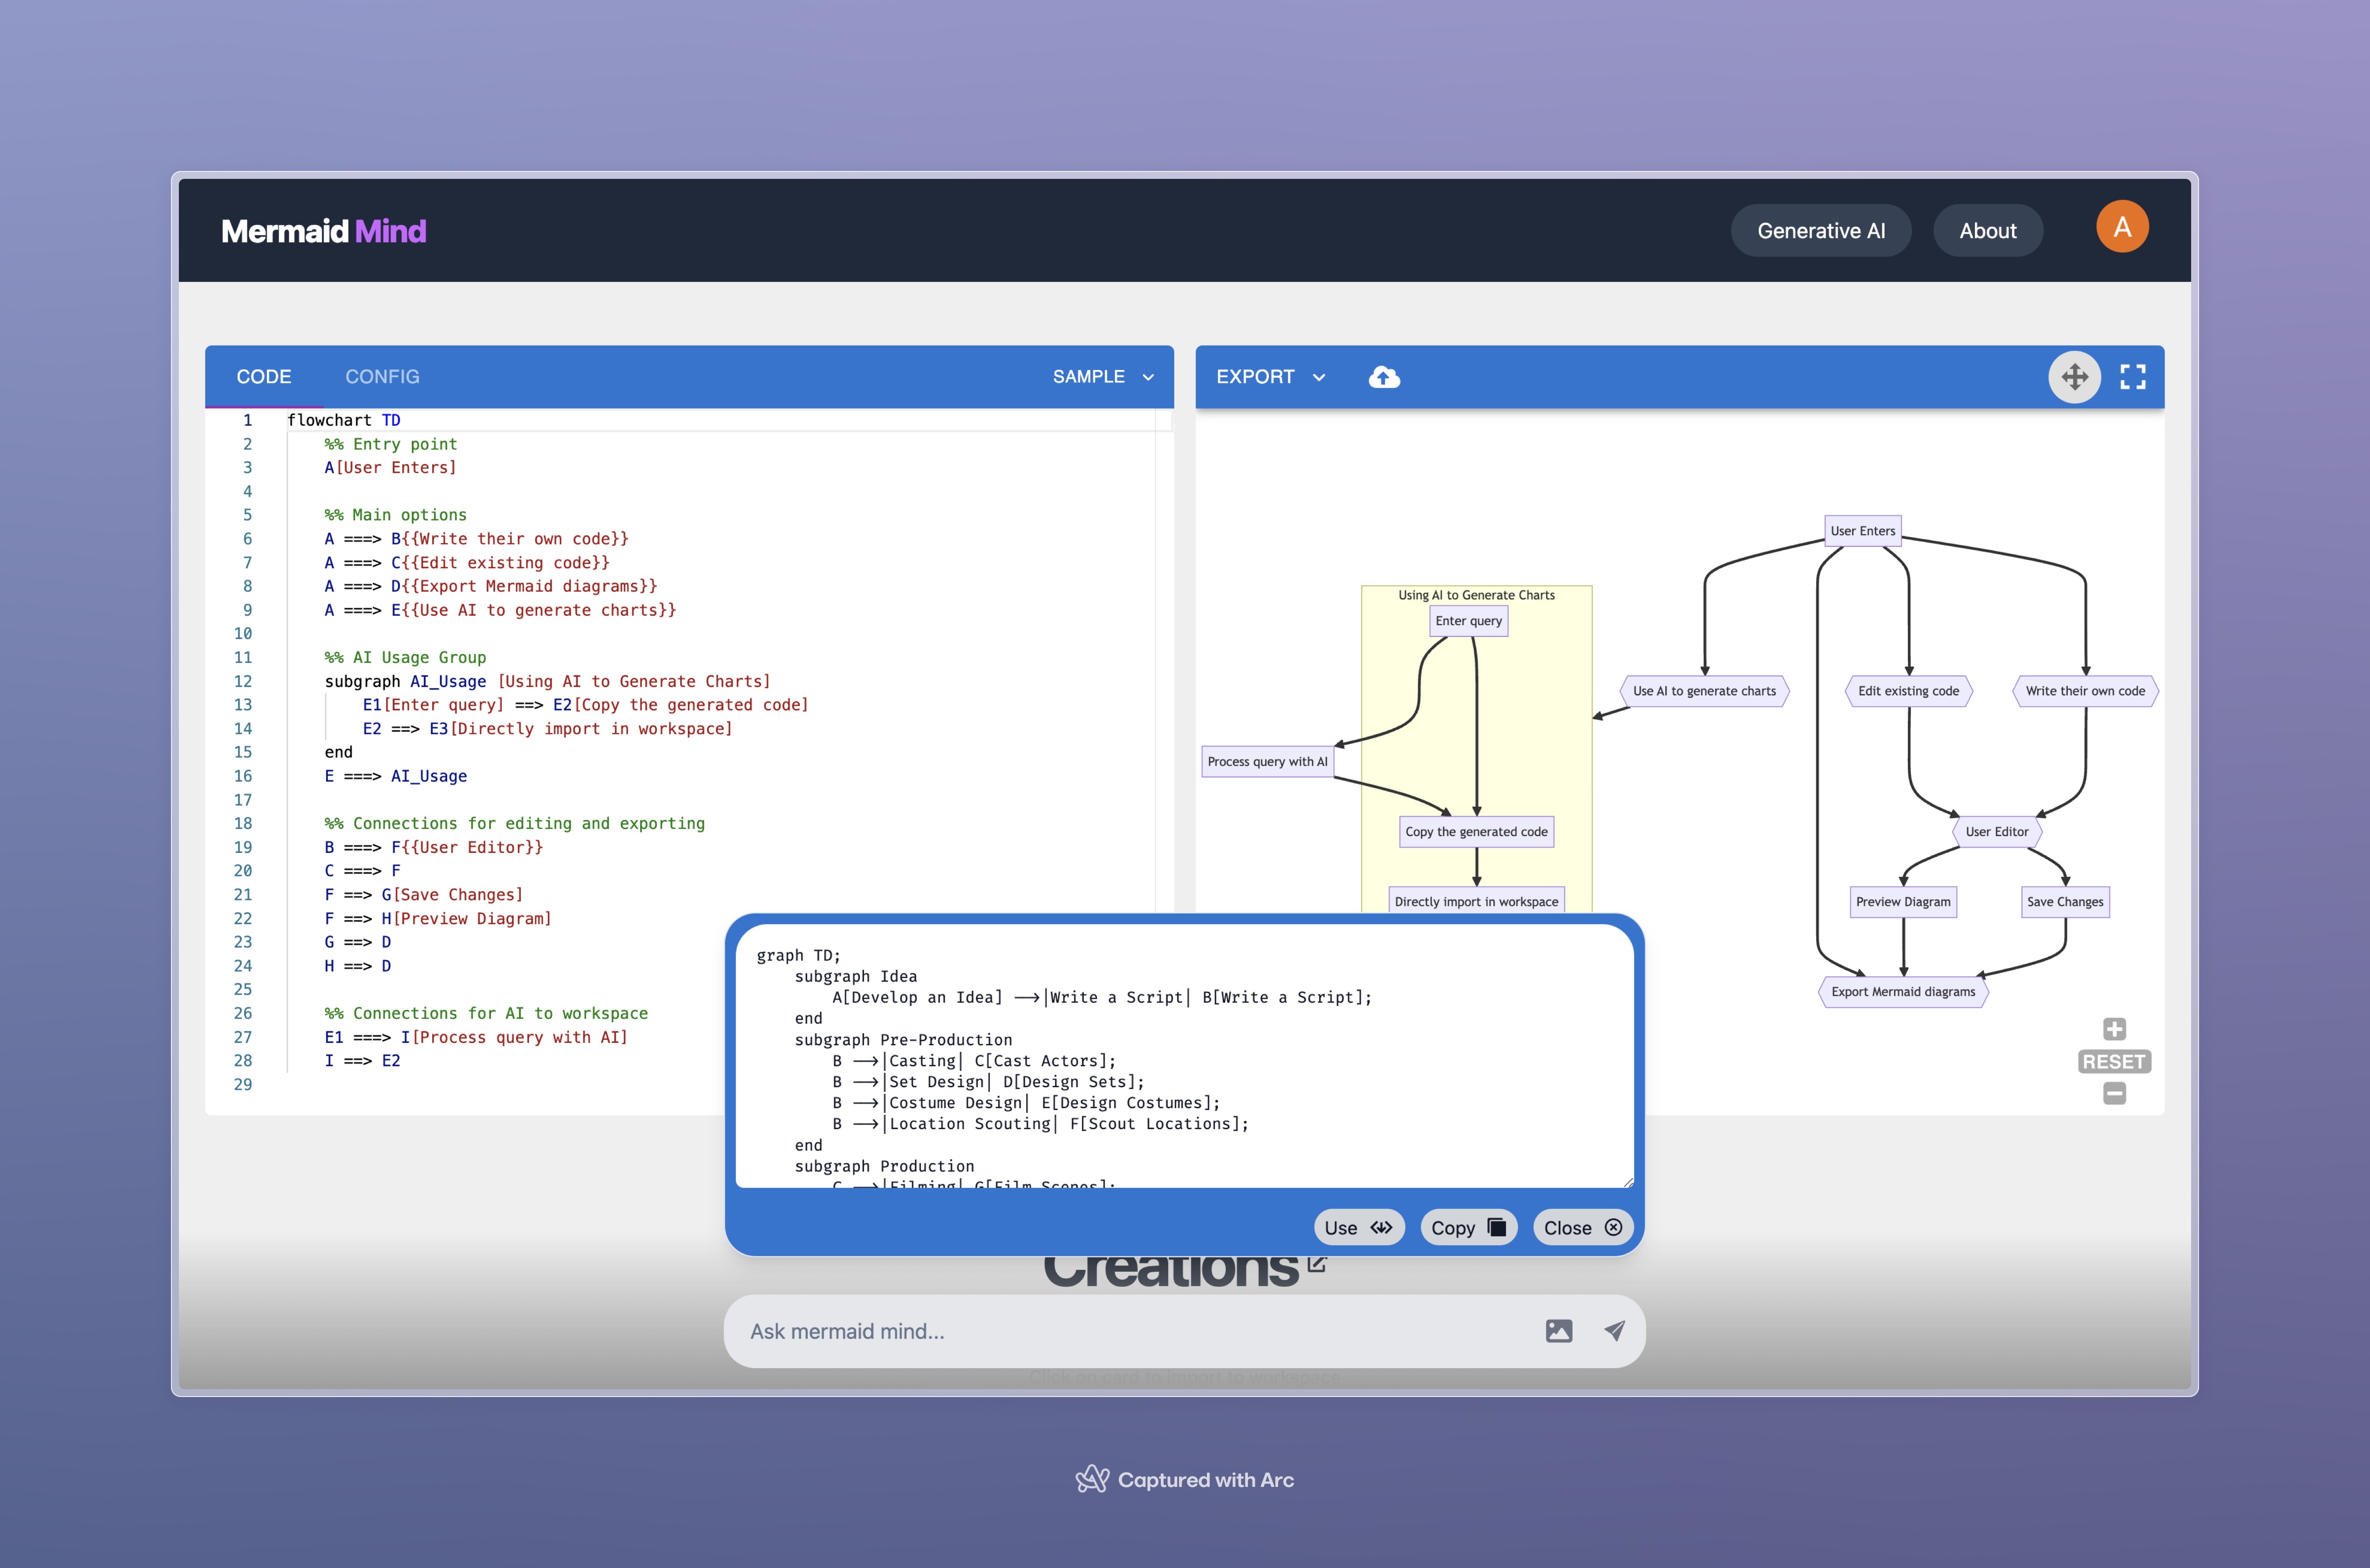 Mermaid Mind
Generative AI
About
A
CODE
CONFIG
SAMPLE
1 flowchart TD
2 %% Entry point
3 A[User Enters]
4
5 %% Main options
6 A ===> B{{Write their own code}}
7 A ===> C{{Edit existing code}}
8 A ===> D{{Export Mermaid diagrams}}
9 A ===> E{{Use AI to generate charts}}
10
11 %% AI Usage Group
12 subgraph AI_Usage [Using AI to Generate Charts]
13 E1[Enter query] ==> E2[Copy the generated code]
14 E2 ==> E3[Directly import in workspace]
15 end
16 E ===> AI_Usage
17
18 %% Connections for editing and exporting
19 B ===> F{{User Editor}}
20 C ===> F
21 F ==> G[Save Changes]
22 F ==> H[Preview Diagram]
23 G ==> D
24 H ==> D
25
26 %% Connections for AI to workspace
27 E1 ===> I[Process query with AI]
28 I ==> E2
29
EXPORT
User Enters
Using AI to Generate Charts
Enter query
Use AI to generate charts
Edit existing code
Write their own code
Process query with AI
Copy the generated code
User Editor
Directly import in workspace
Preview Diagram
Save Changes
Export Mermaid diagrams
RESET
graph TD;
subgraph Idea
A[Develop an Idea] -->|Write a Script| B[Write a Script];
end
subgraph Pre-Production
B -->|Casting| C[Cast Actors];
B -->|Set Design| D[Design Sets];
B -->|Costume Design| E[Design Costumes];
B -->|Location Scouting| F[Scout Locations];
end
subgraph Production
C -->|Filming| G[Film Scenes];
Use
Copy
Close
Creations
Ask mermaid mind...
Click on card to import to workspace
Captured with Arc